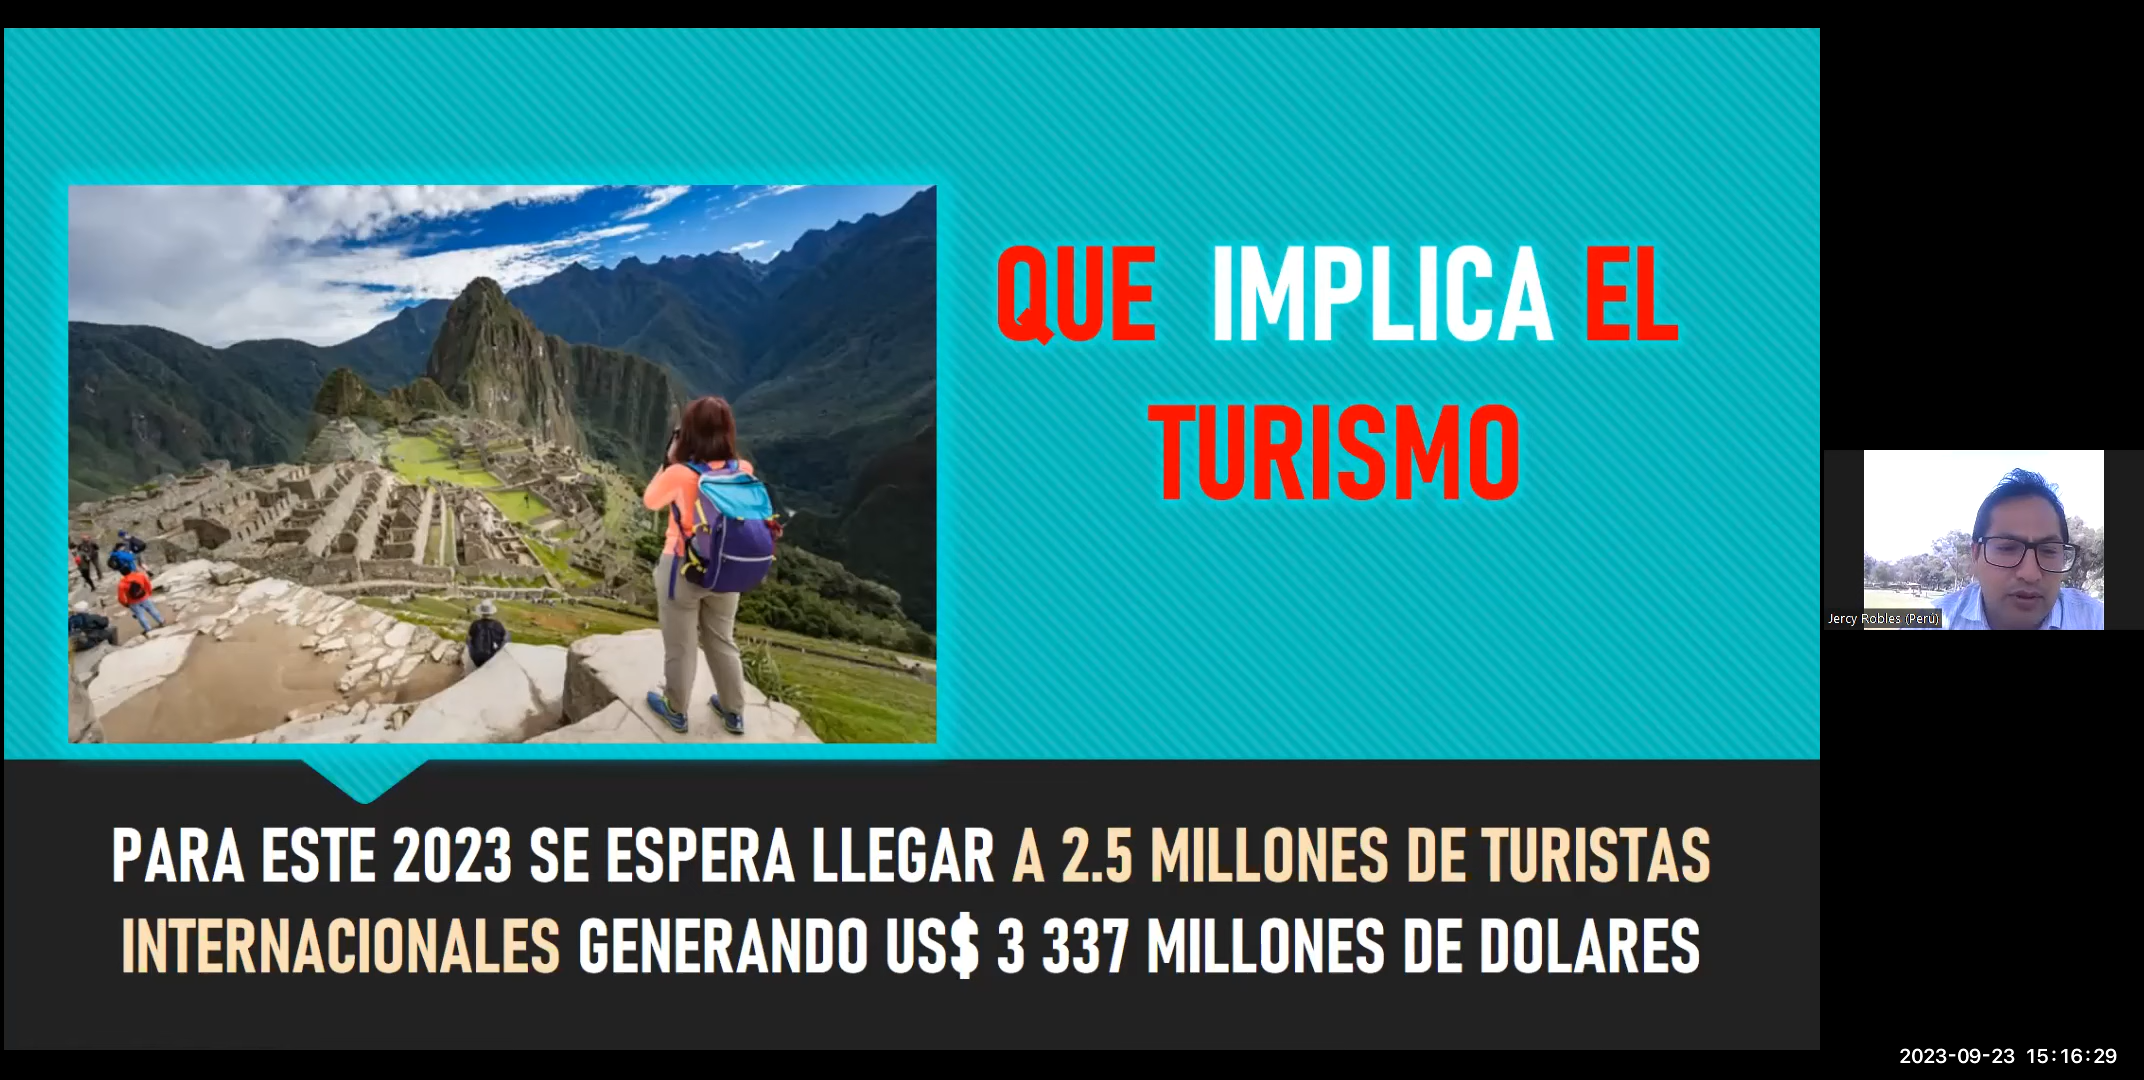 QUE IMPLICA EL
TURISMO
PARA ESTE 2023 SE ESPERA LLEGAR A 2.5 MILLONES DE TURISTAS
INTERNACIONALES GENERANDO US$ 3 337 MILLONES DE DOLARES
Jercy Robles (Perú)
2023-09-23 15:16:29